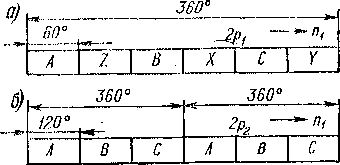 а) 360°
60° 2p₁ n₁
A Z B X C Y
б) 360° 360°
120° 2p₂ n₁
A B C A B C